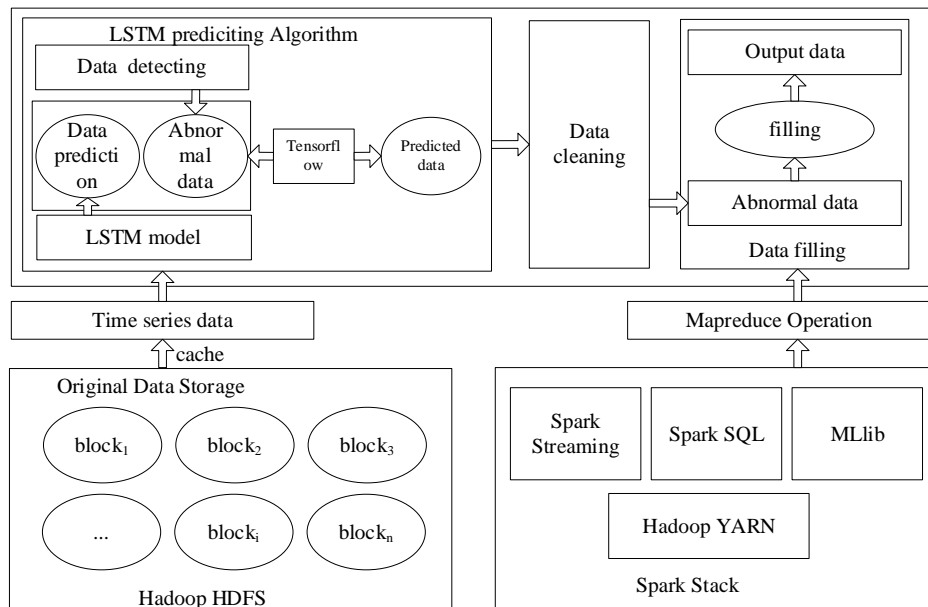 LSTM prediciting Algorithm
Data detecting
Data
predicti
on
Abnor
mal
data
Tensorfl
ow
Predicted
data
LSTM model
Data
cleaning
Output data
filling
Abnormal data
Data filling
Time series data
Mapreduce Operation
cache
Original Data Storage
block1
block2
block3
...
blocki
blockn
Hadoop HDFS
Spark
Streaming
Spark SQL
MLlib
Hadoop YARN
Spark Stack